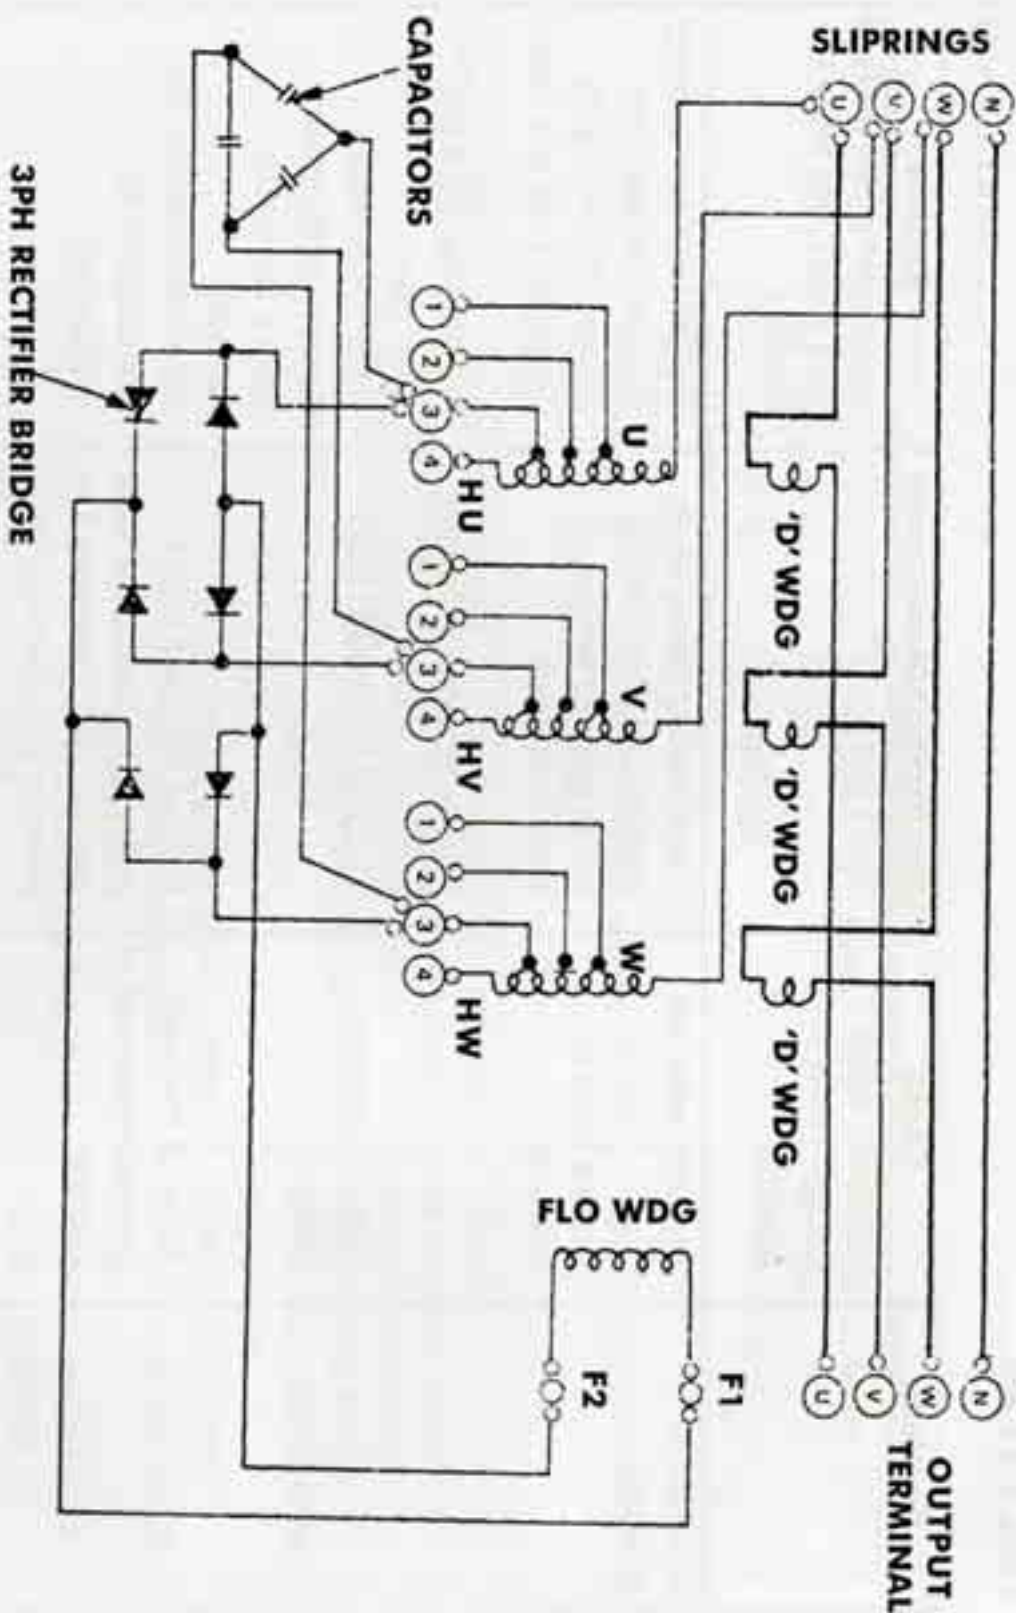 SLIPRINGS
U
V
W
N
CAPACITORS
3PH RECTIFIER BRIDGE
1
2
3
4
U
HU
1
2
3
4
V
HV
1
2
3
4
W
HW
'D' WDG
'D' WDG
'D' WDG
FLO WDG
F1
F2
U
V
W
N
OUTPUT
TERMINAL